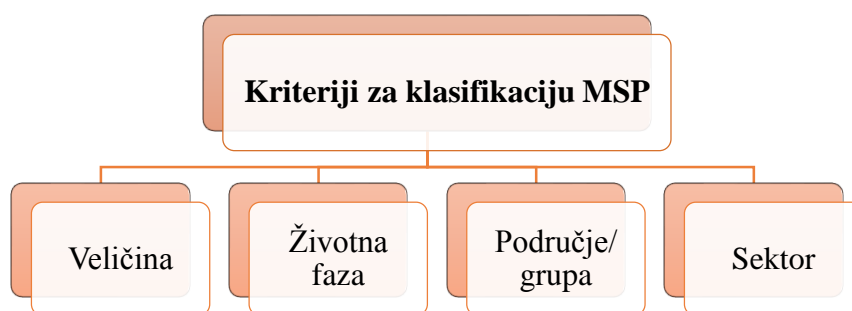 Kriteriji za klasifikaciju MSP
Veličina
Životna
faza
Područje/
grupa
Sektor